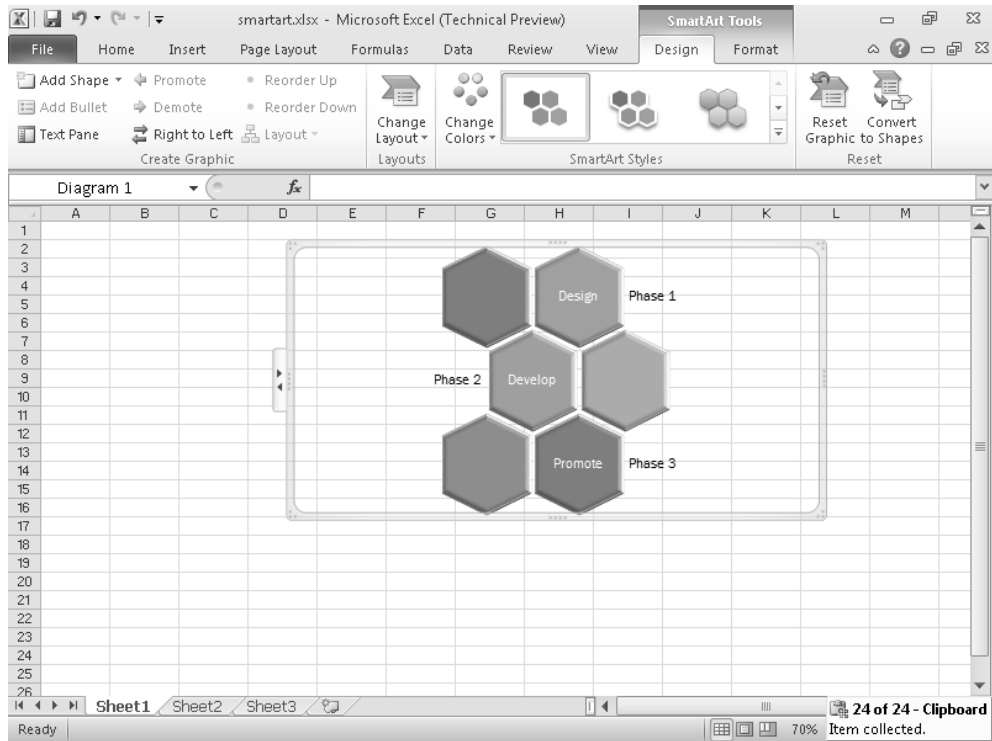 smartart.xlsx - Microsoft Excel (Technical Preview)
SmartArt Tools
File Home Insert Page Layout Formulas Data Review View Design Format
Add Shape Promote Reorder Up
Add Bullet Demote Reorder Down
Text Pane Right to Left Layout
Create Graphic
Change Layout
Layouts
Change Colors
SmartArt Styles
Reset Graphic
Convert to Shapes
Reset
Diagram 1 fx
A B C D E F G H I J K L M
1
2
3
4
5
6
7
8
9
10
11
12
13
14
15
16
17
18
19
20
21
22
23
24
25
26
Design Phase 1
Phase 2 Develop
Promote Phase 3
Sheet1 Sheet2 Sheet3
24 of 24 - Clipboard
Item collected.
Ready 70%